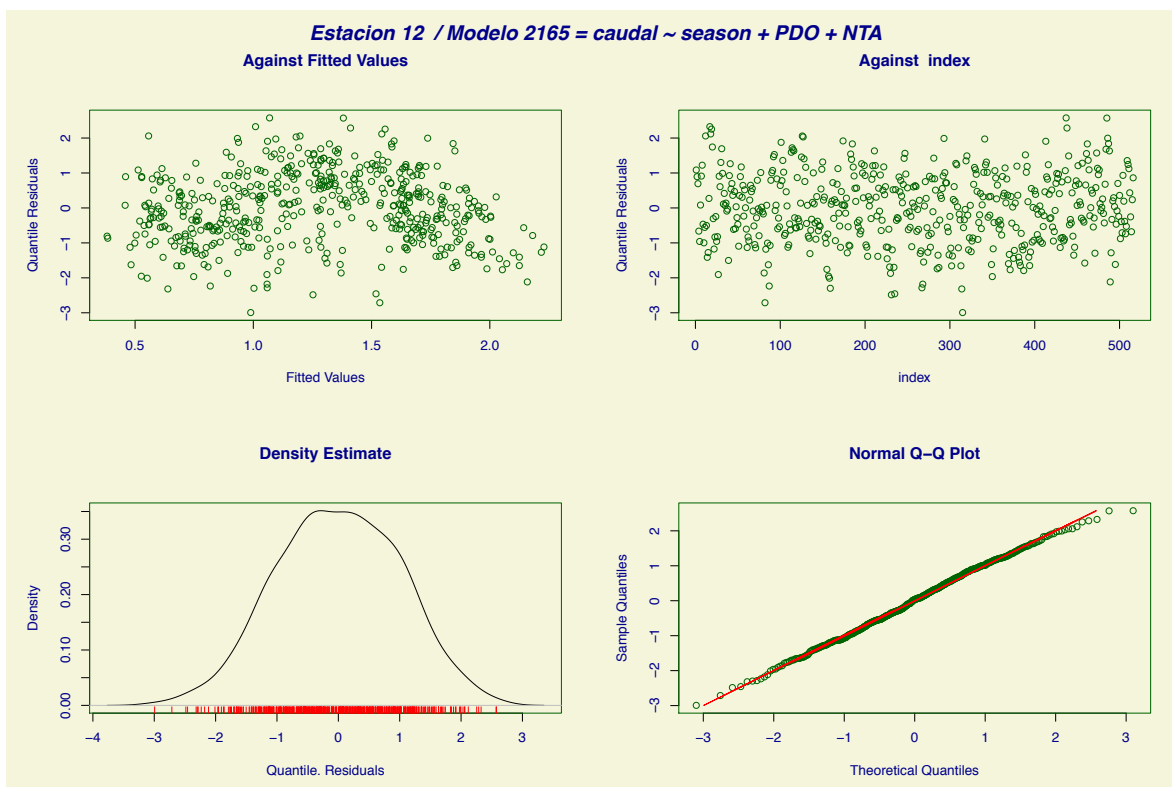 Estacion 12 / Modelo 2165 = caudal ~ season + PDO + NTA
Against Fitted Values
Quantile Residuals
2
1
0
−1
−2
−3
0.5 1.0 1.5 2.0
Fitted Values
Against index
Quantile Residuals
2
1
0
−1
−2
−3
0 100 200 300 400 500
index
Density Estimate
Density
0.30
0.20
0.10
0.00
−4 −3 −2 −1 0 1 2 3
Quantile. Residuals
Normal Q−Q Plot
Sample Quantiles
2
1
0
−1
−2
−3
−3 −2 −1 0 1 2 3
Theoretical Quantiles